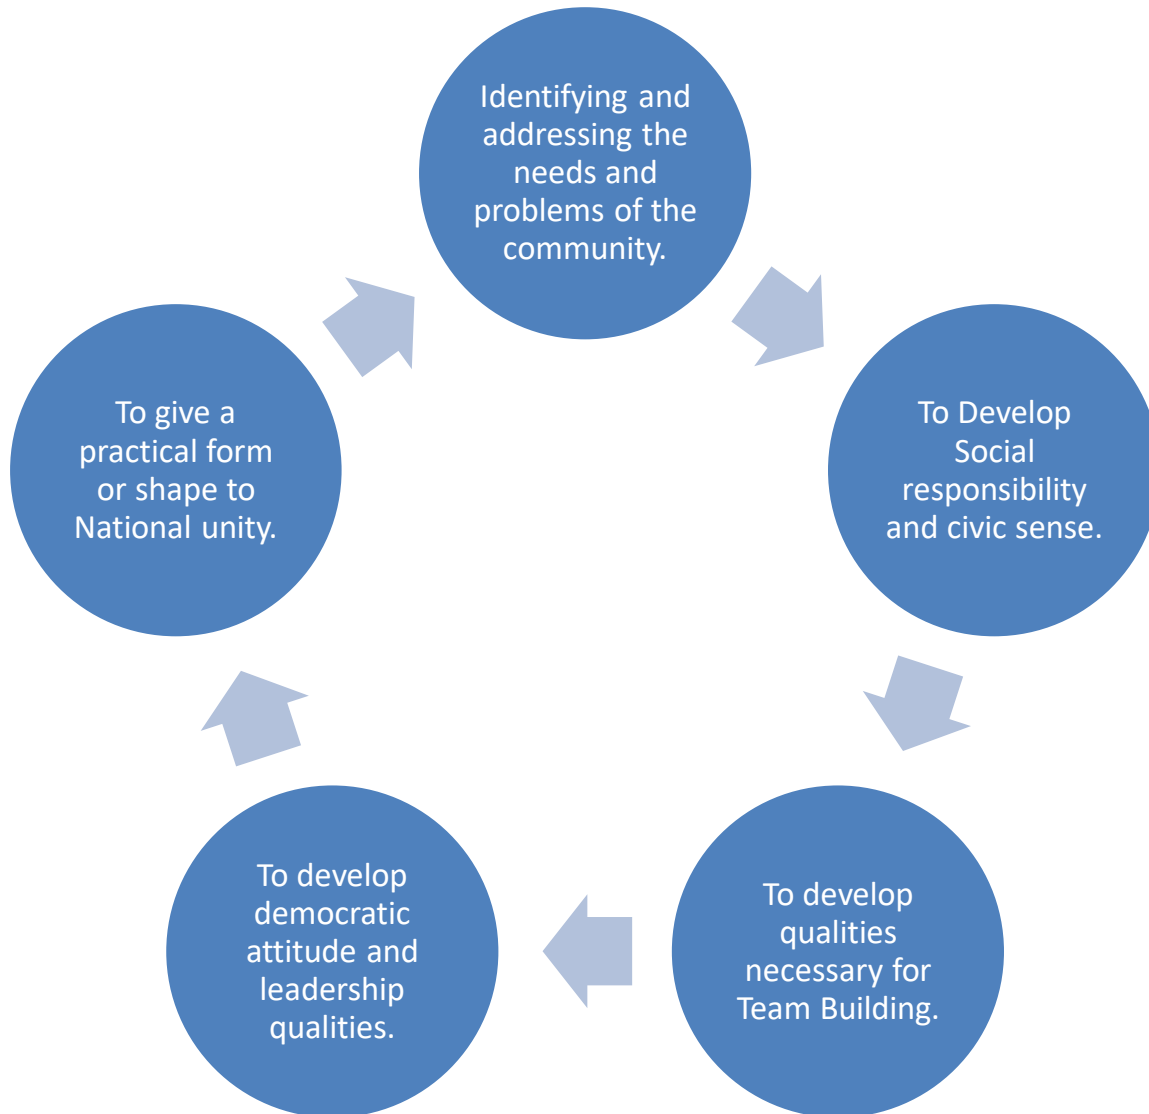 Identifying and
addressing the
needs and
problems of the
community.
To Develop
Social
responsibility
and civic sense.
To develop
qualities
necessary for
Team Building.
To develop
democratic
attitude and
leadership
qualities.
To give a
practical form
or shape to
National unity.